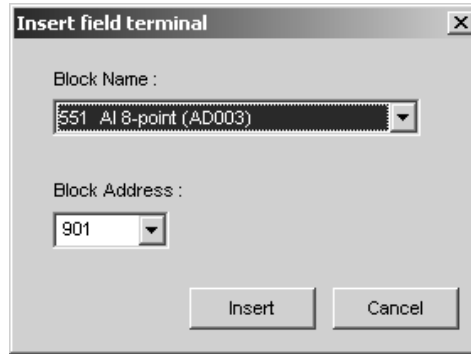 Insert field terminal
Block Name :
551 AI 8-point (AD003)
Block Address :
901
Insert Cancel